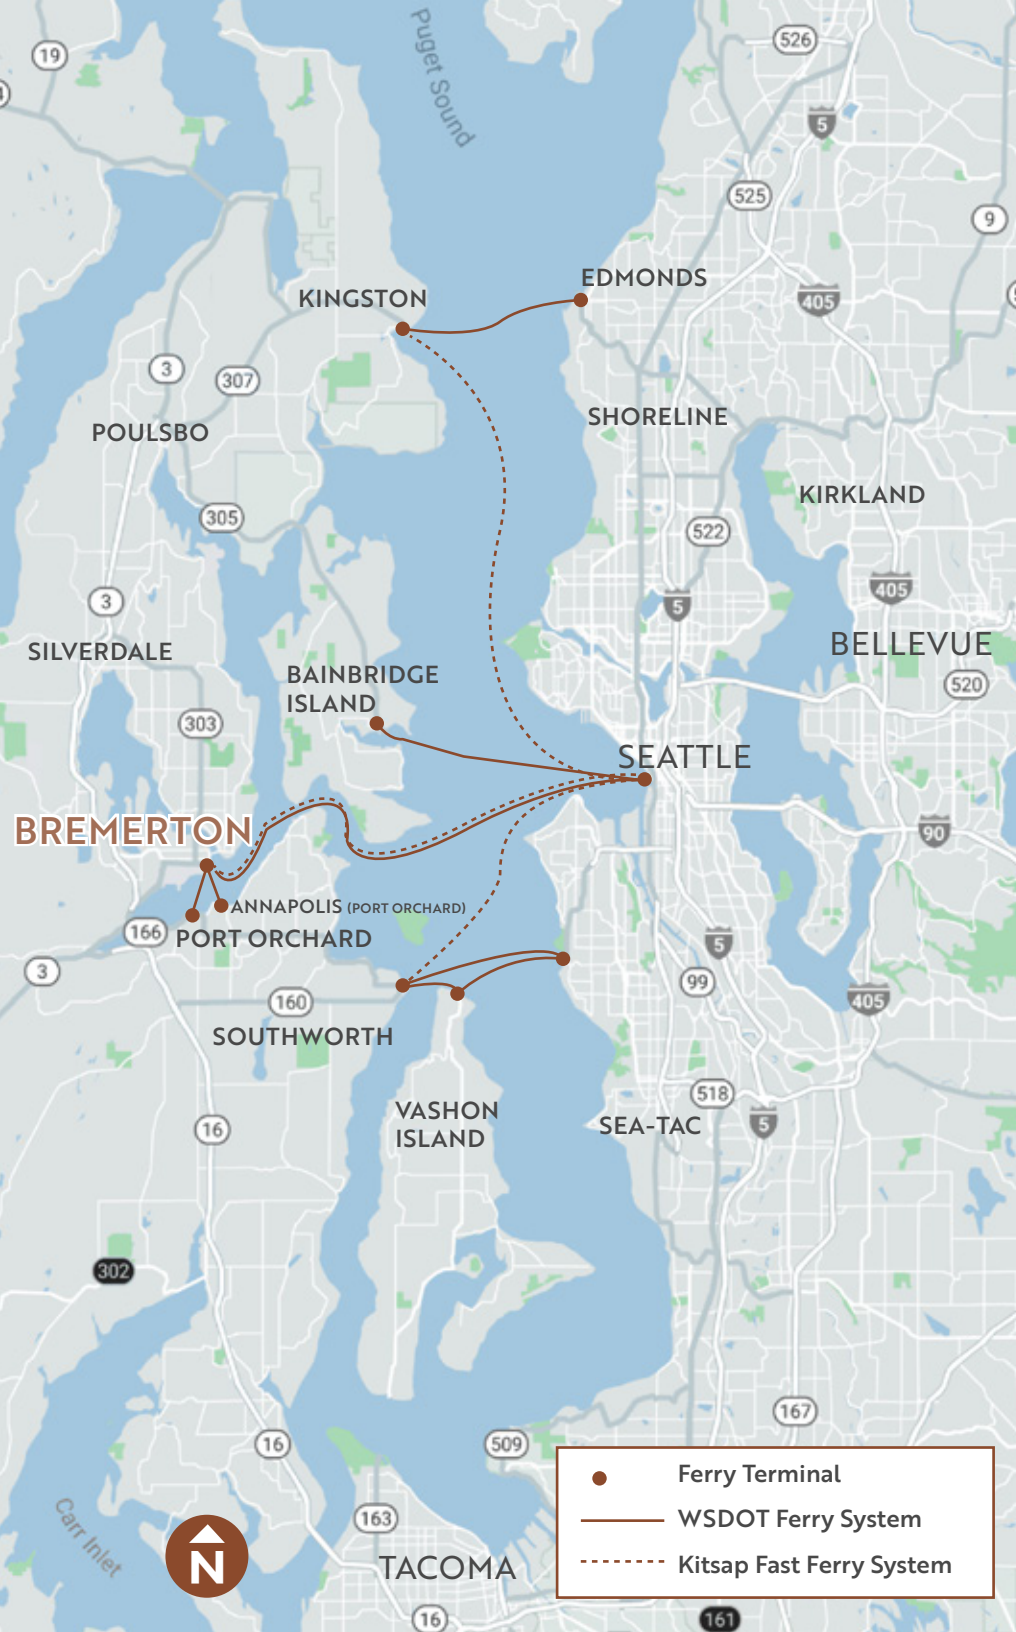 Puget Sound
19
526
5
525
9
EDMONDS
KINGSTON
405
3
307
SHORELINE
POULSBO
KIRKLAND
305
522
405
3
5
BELLEVUE
SILVERDALE
BAINBRIDGE
ISLAND
520
303
SEATTLE
BREMERTON
90
ANNAPOLIS (PORT ORCHARD)
166
PORT ORCHARD
5
3
99
160
405
SOUTHWORTH
518
VASHON
ISLAND
SEA-TAC
5
16
302
167
16
509
Ferry Terminal
WSDOT Ferry System
Kitsap Fast Ferry System
Carr Inlet
163
N
TACOMA
16
161